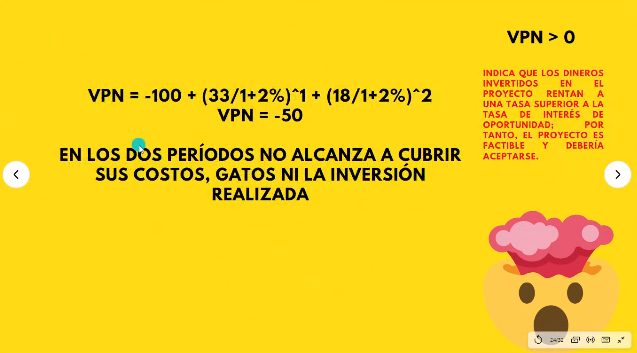 VPN = -100 + (33/1+2%)^1 + (18/1+2%)^2
VPN = -50
EN LOS DOS PERÍODOS NO ALCANZA A CUBRIR
SUS COSTOS, GATOS NI LA INVERSIÓN
REALIZADA
VPN > 0
INDICA QUE LOS DINEROS
INVERTIDOS EN EL
PROYECTO RENTAN A
UNA TASA SUPERIOR A LA
TASA DE INTERÉS DE
OPORTUNIDAD; POR
TANTO, EL PROYECTO ES
FACTIBLE Y DEBERÍA
ACEPTARSE.